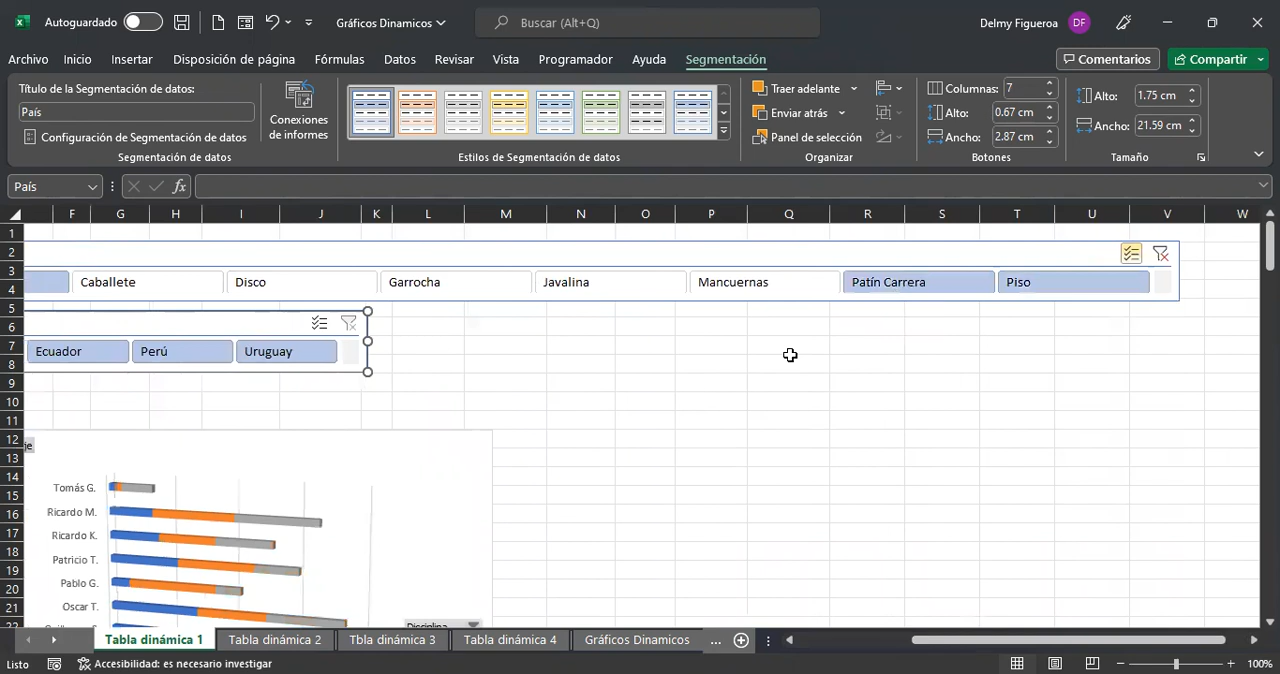 Autoguardado
Gráficos Dinamicos
Buscar (Alt+Q)
Delmy Figueroa
DF
Archivo Inicio Insertar Disposición de página Fórmulas Datos Revisar Vista Programador Ayuda Segmentación
Comentarios
Compartir
Título de la Segmentación de datos:
País
Configuración de Segmentación de datos
Segmentación de datos
Conexiones
de informes
Estilos de Segmentación de datos
Traer adelante
Enviar atrás
Panel de selección
Organizar
Columnas: 7
Alto: 0.67 cm
Ancho: 2.87 cm
Botones
Alto: 1.75 cm
Ancho: 21.59 cm
Tamaño
País
fx
F G H I J K L M N O P Q R S T U V W
1
2
3
4
5
6
7
8
9
10
11
12
13
14
15
16
17
18
19
20
21
22
Caballete Disco Garrocha Javalina Mancuernas Patín Carrera Piso
Ecuador Perú Uruguay
je
Tomás G.
Ricardo M.
Ricardo K.
Patricio T.
Pablo G.
Oscar T.
Disciplina
Tabla dinámica 1 Tabla dinámica 2 Tbla dinámica 3 Tabla dinámica 4 Gráficos Dinamicos ...
Listo
Accesibilidad: es necesario investigar
100%